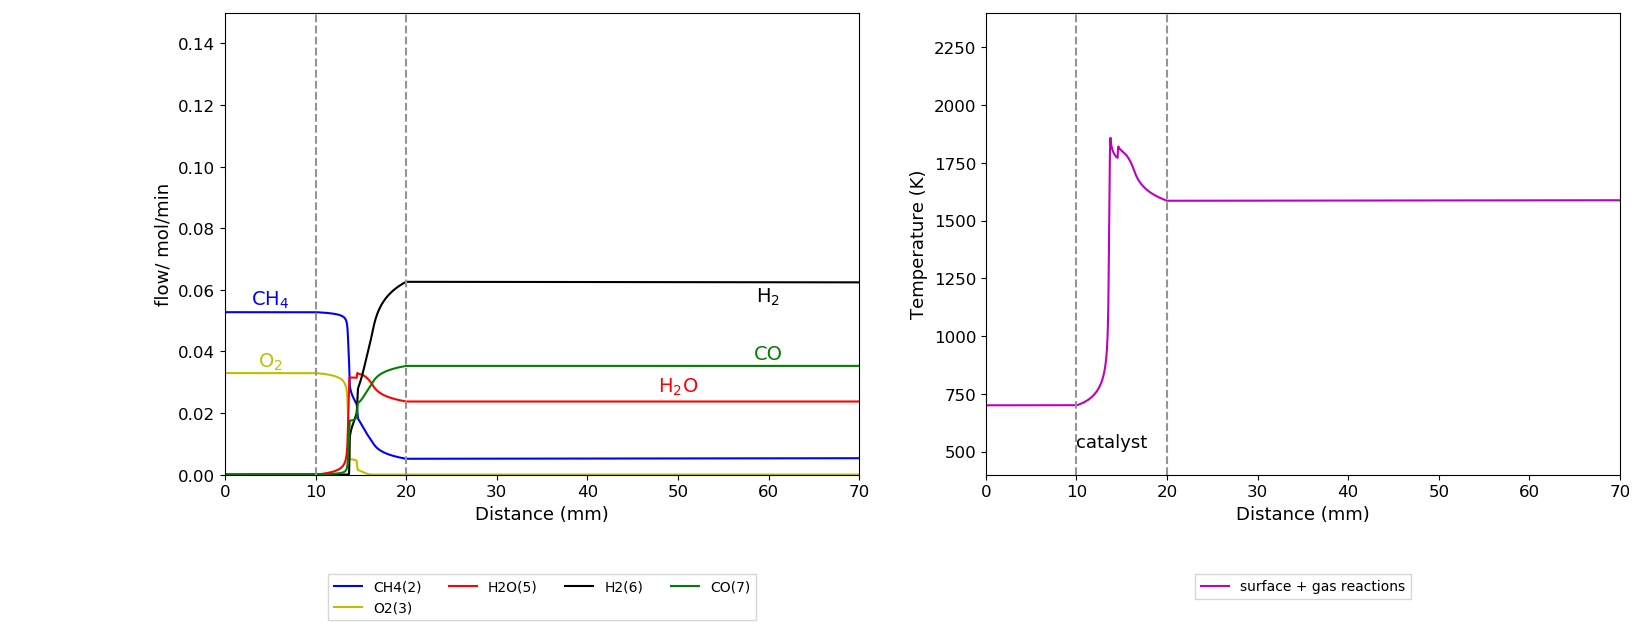 0.14
0.12
0.10
0.08
0.06
0.04
0.02
0.00
flow/ mol/min
CH4
O2
H2
CO
H2O
0 10 20 30 40 50 60 70
Distance (mm)
CH4(2) H2O(5) H2(6) CO(7)
O2(3)
2250
2000
1750
1500
1250
1000
750
500
Temperature (K)
catalyst
0 10 20 30 40 50 60 70
Distance (mm)
surface + gas reactions